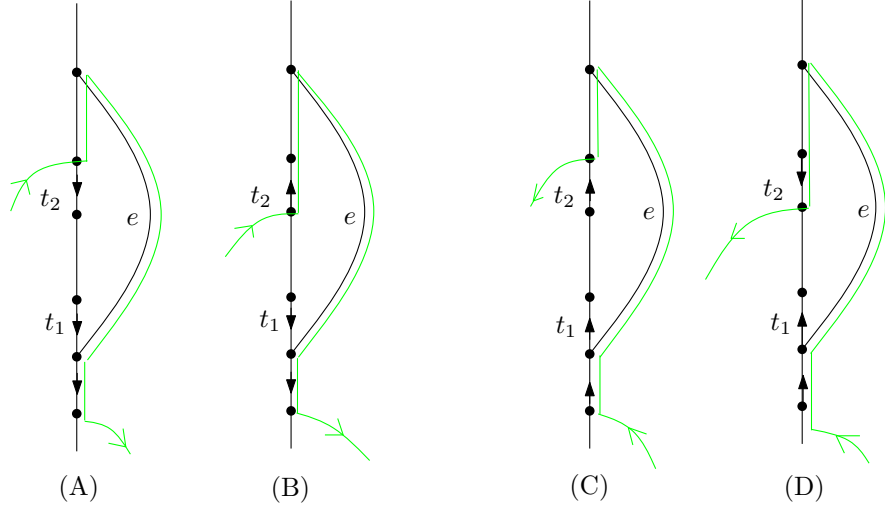 t₂ e t₂ e t₂ e t₂ e
t₁ t₁ t₁ t₁
(A) (B) (C) (D)